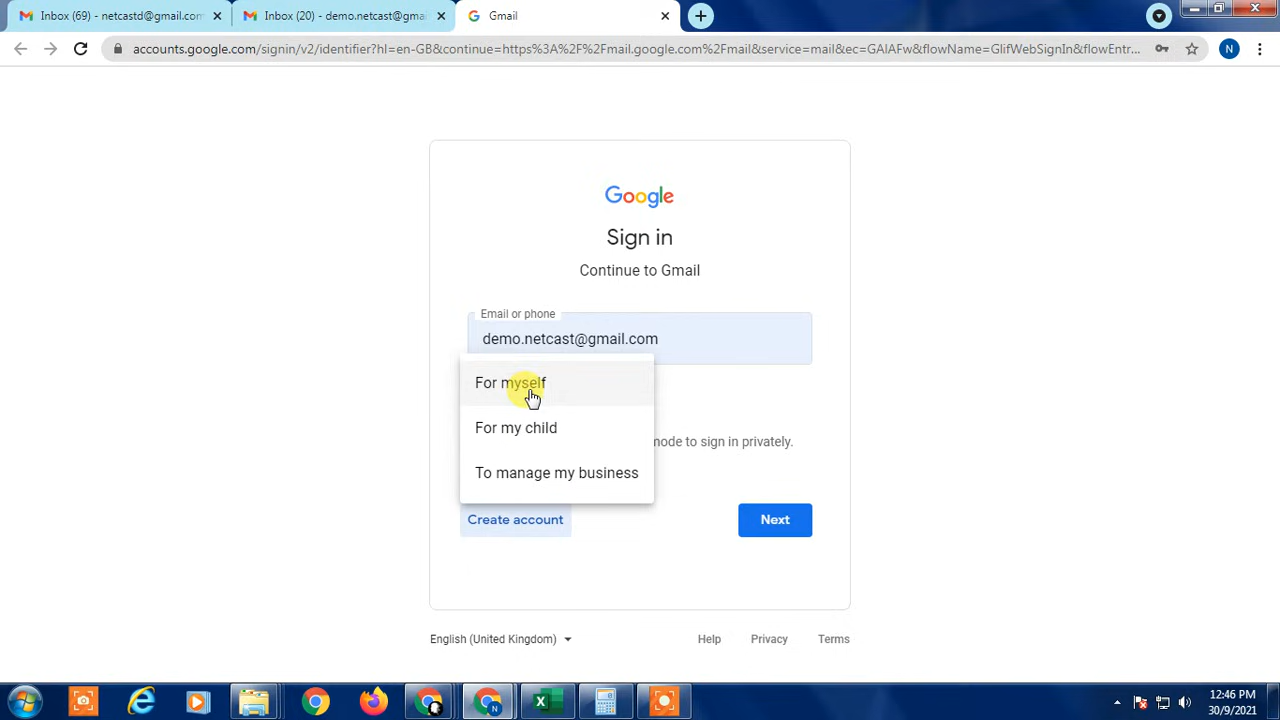 Inbox (69) - netcastd@gmail.com
Inbox (20) - demo.netcast@gma
Gmail
accounts.google.com/signin/v2/identifier?hl=en-GB&continue=https%3A%2F%2Fmail.google.com%2Fmail&service=mail&ec=GAlAFw&flowName=GlifWebSignIn&flowEntr...
N
Google
Sign in
Continue to Gmail
Email or phone
demo.netcast@gmail.com
For myself
For my child
mode to sign in privately.
To manage my business
Create account
Next
English (United Kingdom)
Help
Privacy
Terms
12:46 PM
30/9/2021